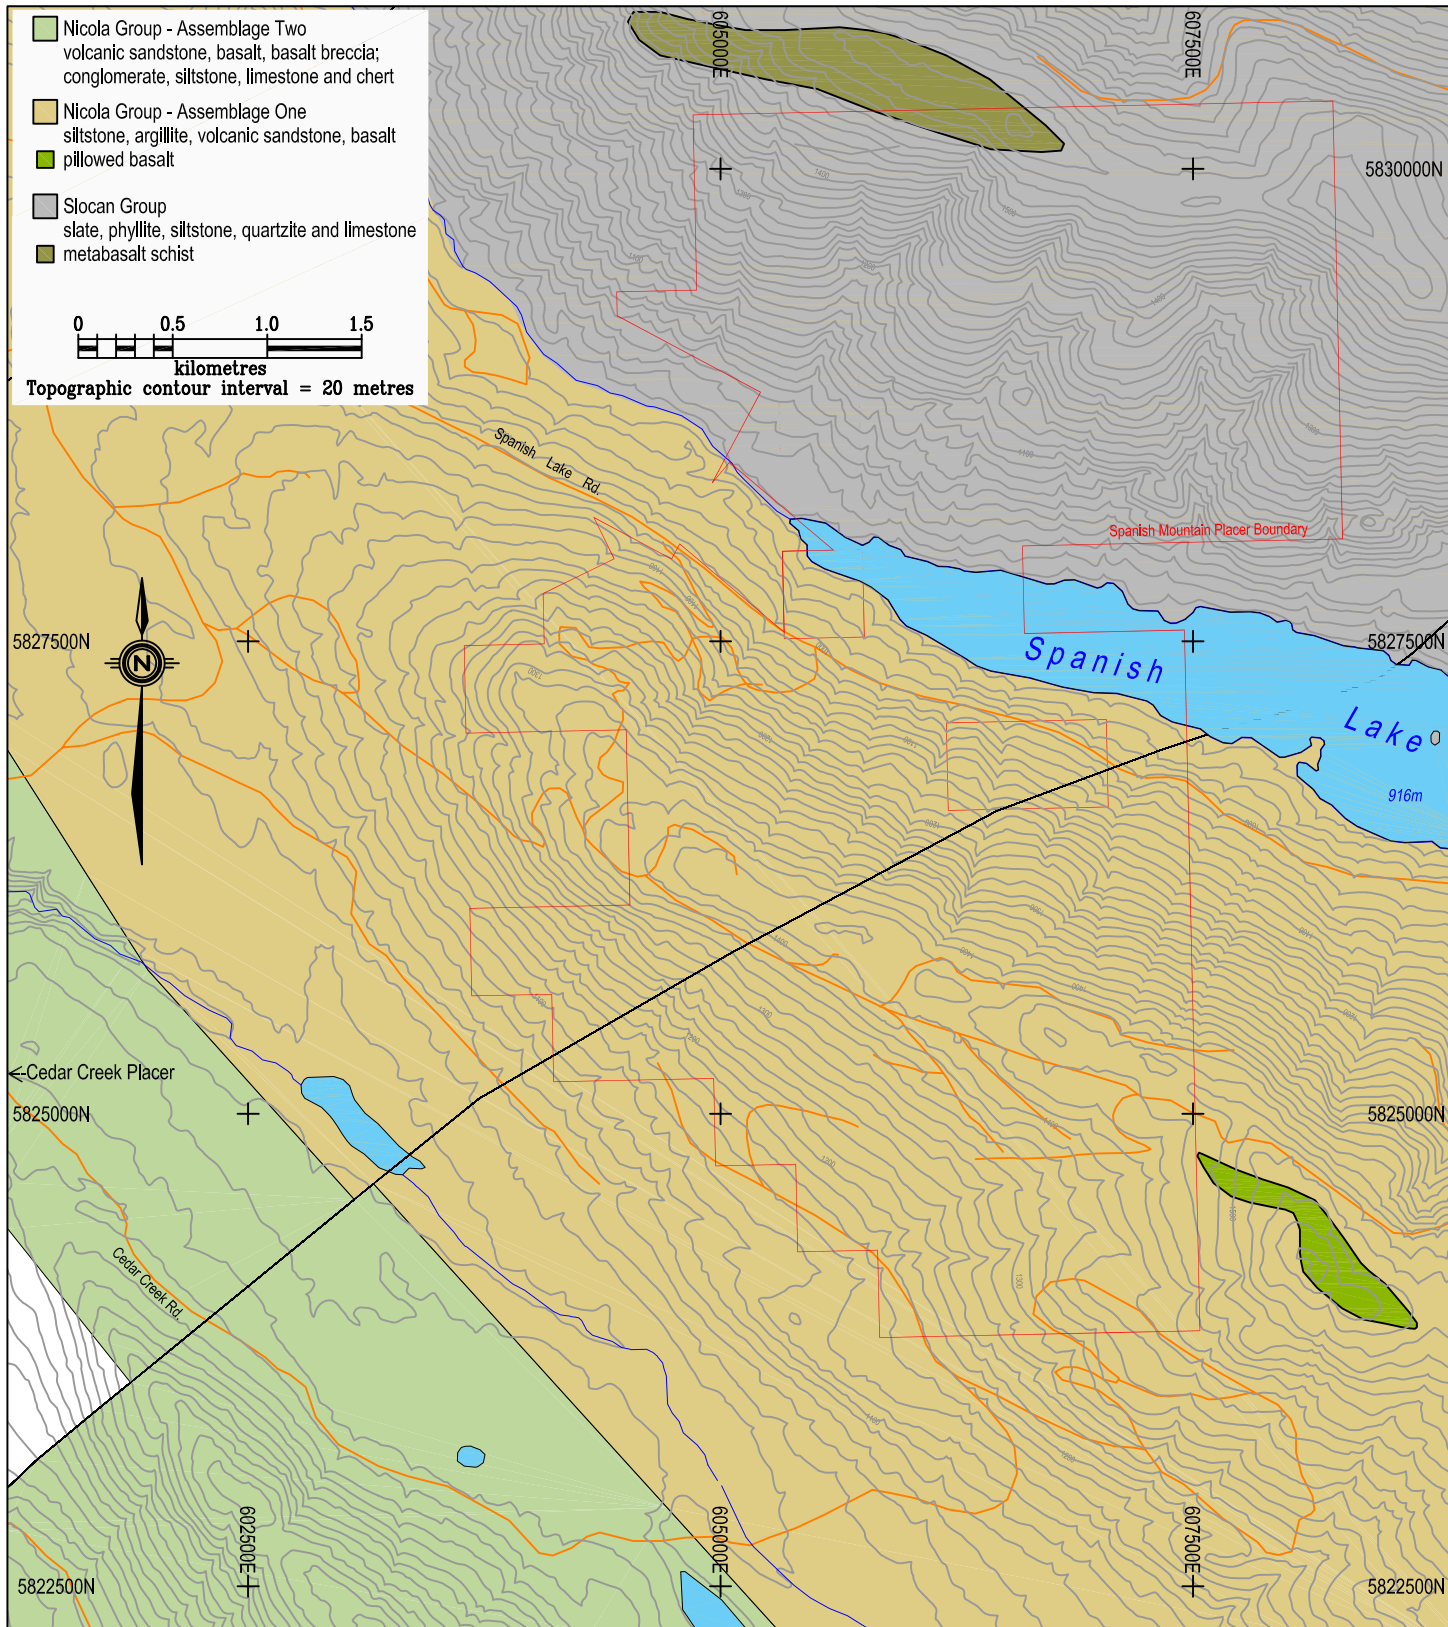 Nicola Group - Assemblage Two
volcanic sandstone, basalt, basalt breccia;
conglomerate, siltstone, limestone and chert
Nicola Group - Assemblage One
siltstone, argillite, volcanic sandstone, basalt
pillowed basalt
Slocan Group
slate, phyllite, siltstone, quartzite and limestone
metabasalt schist
0 0.5 1.0 1.5
kilometres
Topographic contour interval = 20 metres
605000E
607500E
5830000N
Spanish Lake Rd.
Spanish Mountain Placer Boundary
N
5827500N
5827500N
Spanish
Lake
916m
Cedar Creek Placer
5825000N
5825000N
Cedar Creek Rd.
602500E
605000E
607500E
5822500N
5822500N